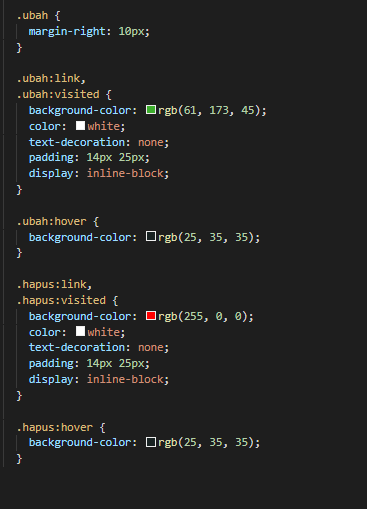 .ubah {
margin-right: 10px;
}
.ubah:link,
.ubah:visited {
background-color: rgb(61, 173, 45);
color: white;
text-decoration: none;
padding: 14px 25px;
display: inline-block;
}
.ubah:hover {
background-color: rgb(25, 35, 35);
}
.hapus:link,
.hapus:visited {
background-color: rgb(255, 0, 0);
color: white;
text-decoration: none;
padding: 14px 25px;
display: inline-block;
}
.hapus:hover {
background-color: rgb(25, 35, 35);
}